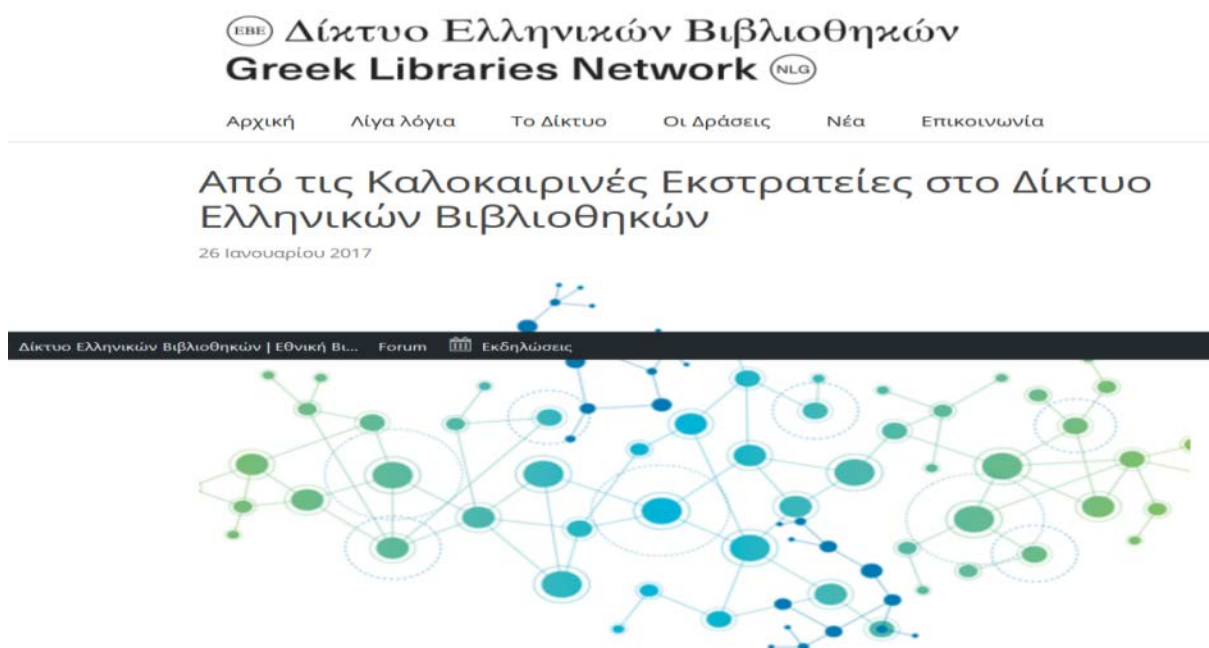 ΕΒΕ Δίκτυο Ελληνικών Βιβλιοθηκών
Greek Libraries Network NLG
Αρχική Λίγα λόγια Το Δίκτυο Οι Δράσεις Νέα Επικοινωνία
Από τις Καλοκαιρινές Εκστρατείες στο Δίκτυο
Ελληνικών Βιβλιοθηκών
26 Ιανουαρίου 2017
Δίκτυο Ελληνικών Βιβλιοθηκών | Εθνική Βι... Forum Εκδηλώσεις